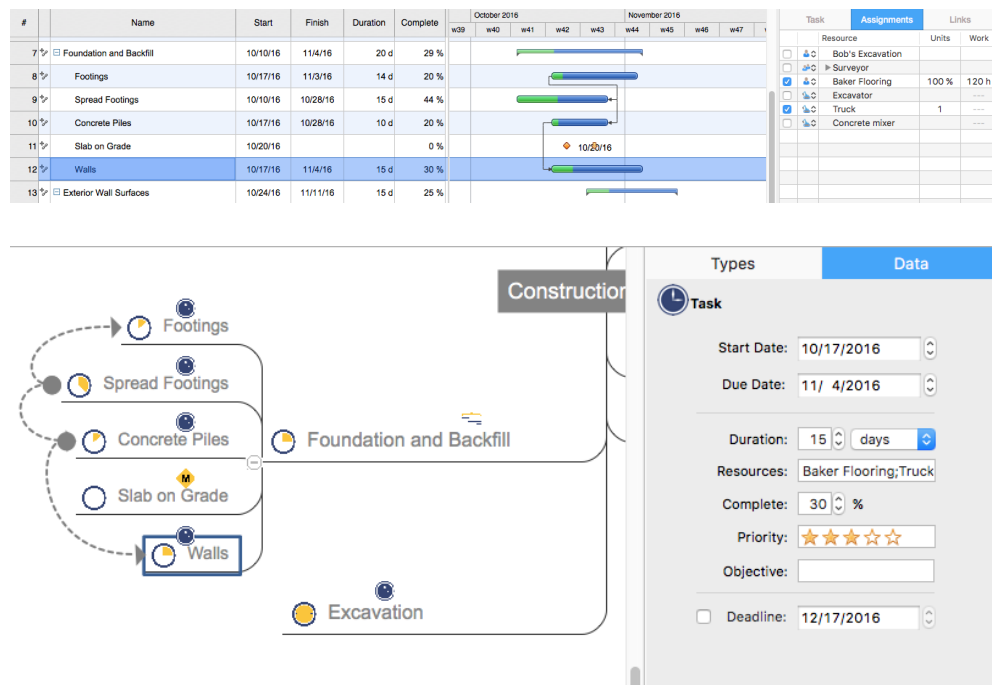 # Name Start Finish Duration Complete
October 2016 November 2016
w39 w40 w41 w42 w43 w44 w45 w46 w47
7 Foundation and Backfill 10/10/16 11/4/16 20 d 29 %
8 Footings 10/17/16 11/3/16 14 d 20 %
9 Spread Footings 10/10/16 10/28/16 15 d 44 %
10 Concrete Piles 10/17/16 10/28/16 10 d 20 %
11 Slab on Grade 10/20/16 0 % 10/20/16
12 Walls 10/17/16 11/4/16 15 d 30 %
13 Exterior Wall Surfaces 10/24/16 11/11/16 15 d 25 %
Task Assignments Links
Resource Units Work
Bob's Excavation
Surveyor
Baker Flooring 100 % 120 h
Excavator ----
Truck 1 ----
Concrete mixer ----
Construction
Footings
Spread Footings
Concrete Piles
Foundation and Backfill
M
Slab on Grade
Walls
Excavation
Types Data
Task
Start Date: 10/17/2016
Due Date: 11/ 4/2016
Duration: 15 days
Resources: Baker Flooring;Truck
Complete: 30 %
Priority:
Objective:
Deadline: 12/17/2016